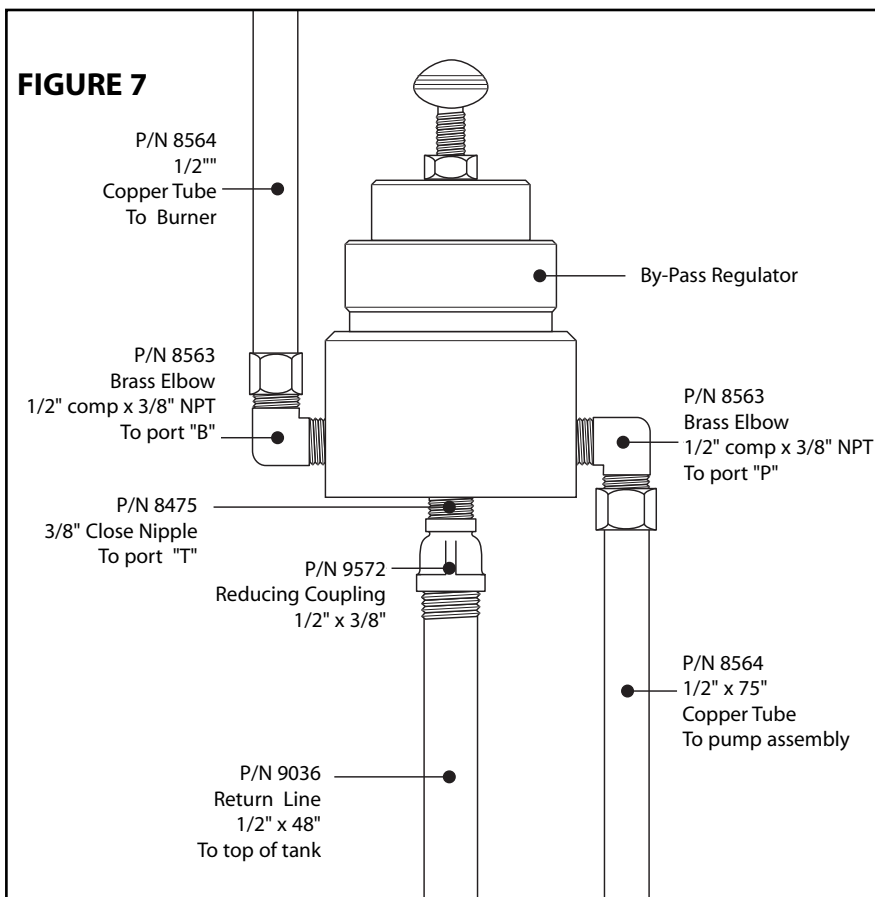 FIGURE 7
P/N 8564
1/2""
Copper Tube
To Burner
By-Pass Regulator
P/N 8563
Brass Elbow
1/2" comp x 3/8" NPT
To port "B"
P/N 8563
Brass Elbow
1/2" comp x 3/8" NPT
To port "P"
P/N 8475
3/8" Close Nipple
To port "T"
P/N 9572
Reducing Coupling
1/2" x 3/8"
P/N 8564
1/2" x 75"
Copper Tube
To pump assembly
P/N 9036
Return Line
1/2" x 48"
To top of tank